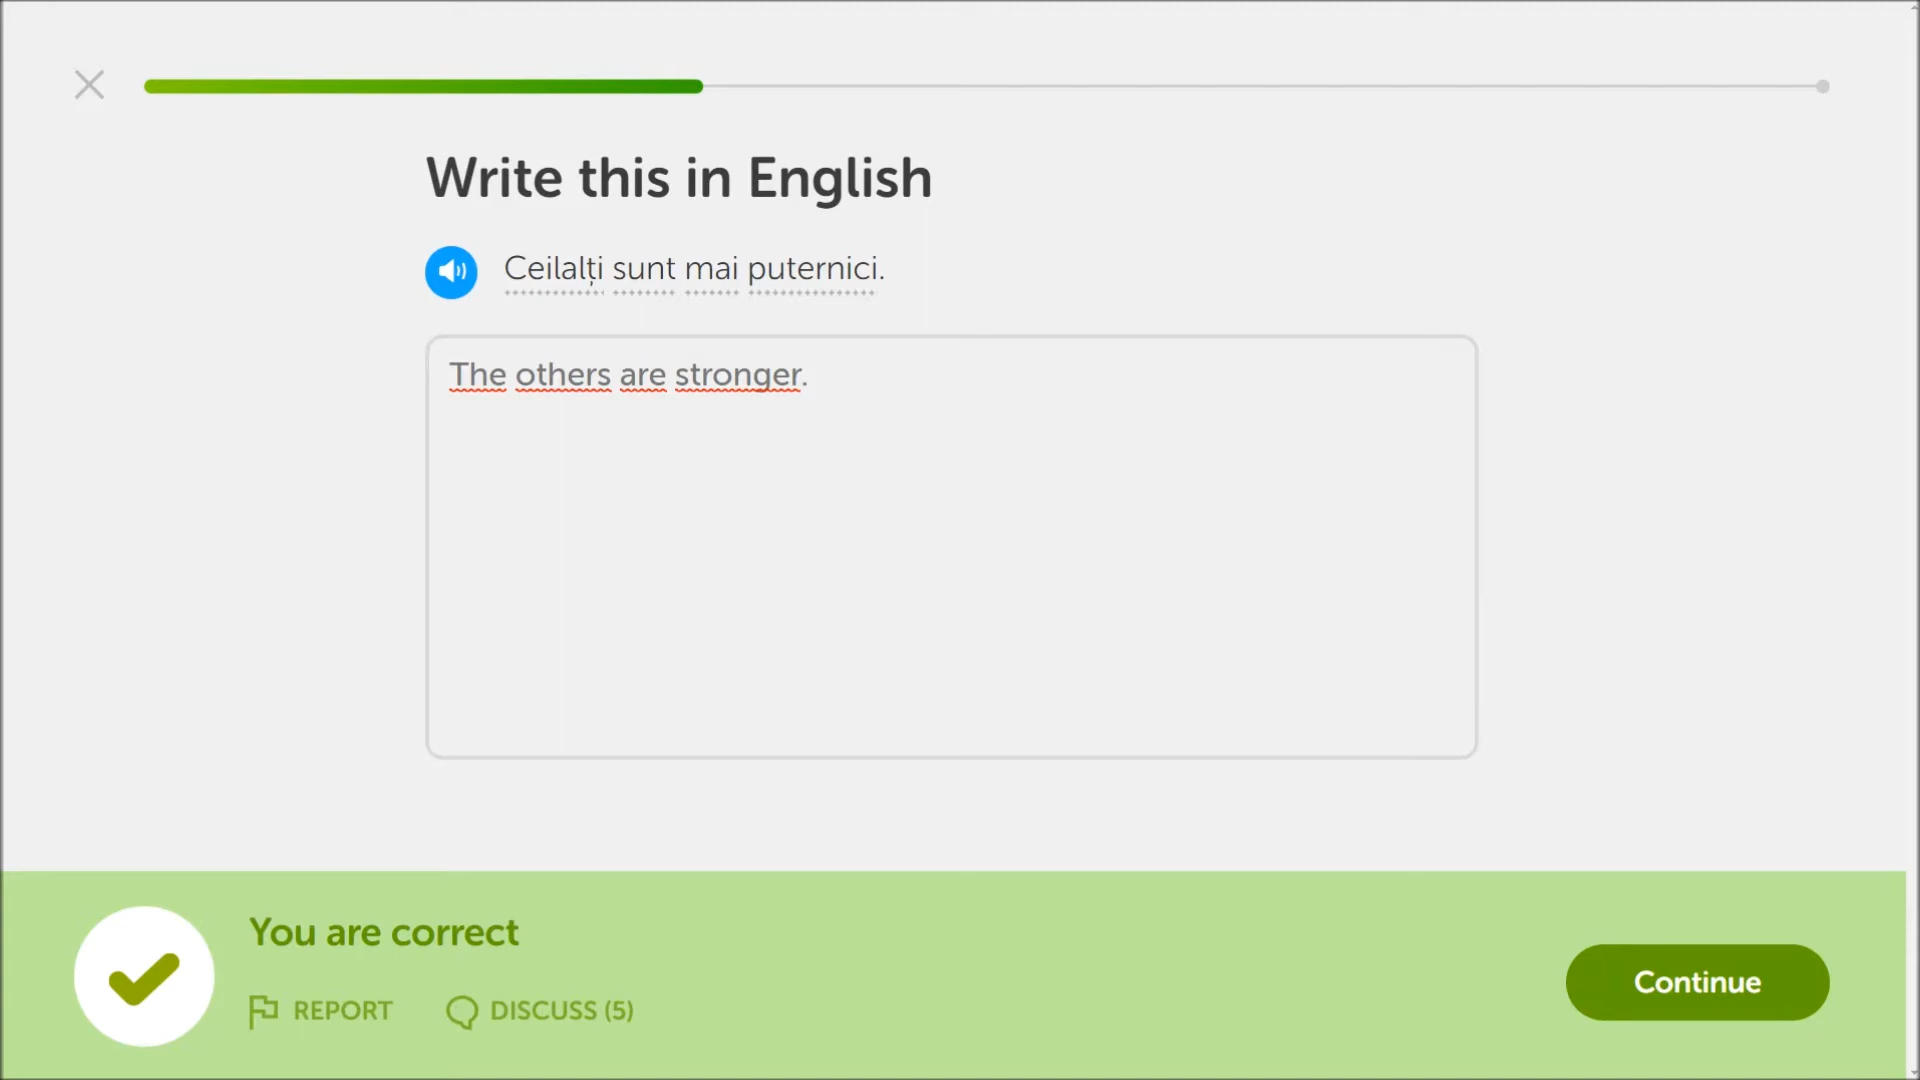 Write this in English
Ceilalți sunt mai puternici.
The others are stronger.
You are correct
REPORT
DISCUSS (5)
Continue